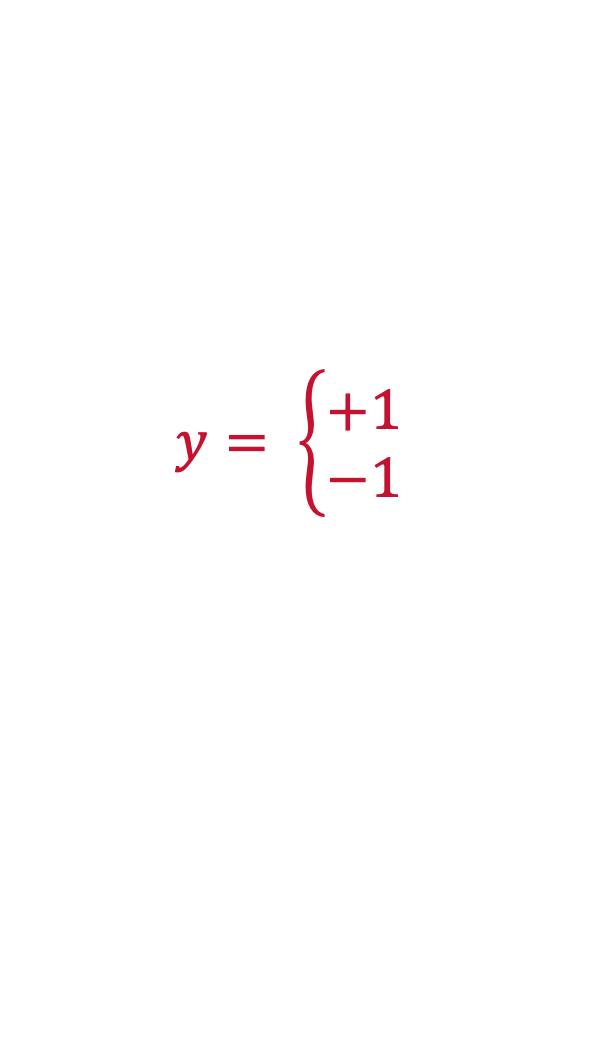 y = { +1
−1